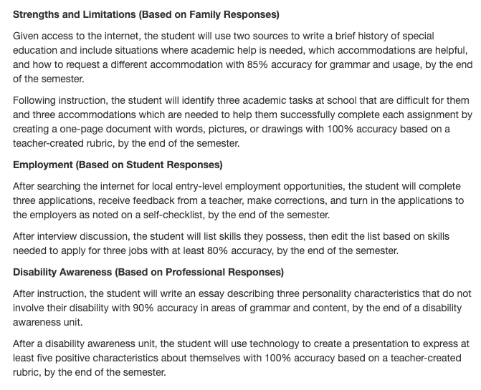 Strengths and Limitations (Based on Family Responses)
Given access to the internet, the student will use two sources to write a brief history of special
education and include situations where academic help is needed, which accommodations are helpful,
and how to request a different accommodation with 85% accuracy for grammar and usage, by the end
of the semester.
Following instruction, the student will identify three academic tasks at school that are difficult for them
and three accommodations which are needed to help them successfully complete each assignment by
creating a one-page document with words, pictures, or drawings with 100% accuracy based on a
teacher-created rubric, by the end of the semester.
Employment (Based on Student Responses)
After searching the internet for local entry-level employment opportunities, the student will complete
three applications, receive feedback from a teacher, make corrections, and turn in the applications to
the employers as noted on a self-checklist, by the end of the semester.
After interview discussion, the student will list skills they possess, then edit the list based on skills
needed to apply for three jobs with at least 80% accuracy, by the end of the semester.
Disability Awareness (Based on Professional Responses)
After instruction, the student will write an essay describing three personality characteristics that do not
involve their disability with 90% accuracy in areas of grammar and content, by the end of a disability
awareness unit.
After a disability awareness unit, the student will use technology to create a presentation to express at
least five positive characteristics about themselves with 100% accuracy based on a teacher-created
rubric, by the end of the semester.